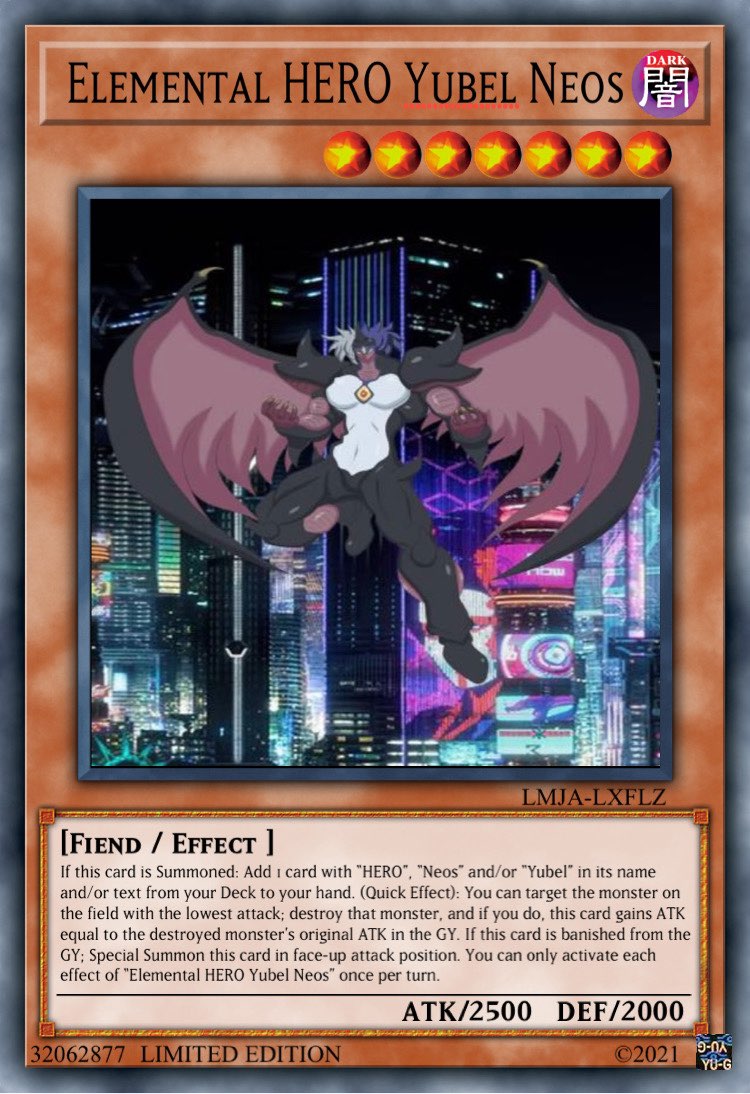 Elemental HERO Yubel Neos
DARK
闇
LMJA-LXFLZ
[Fiend / Effect ]
If this card is Summoned: Add 1 card with "HERO", "Neos" and/or "Yubel" in its name
and/or text from your Deck to your hand. (Quick Effect): You can target the monster on
the field with the lowest attack; destroy that monster, and if you do, this card gains ATK
equal to the destroyed monster's original ATK in the GY. If this card is banished from the
GY; Special Summon this card in face-up attack position. You can only activate each
effect of "Elemental HERO Yubel Neos" once per turn.
ATK/2500 DEF/2000
32062877 LIMITED EDITION
©2021